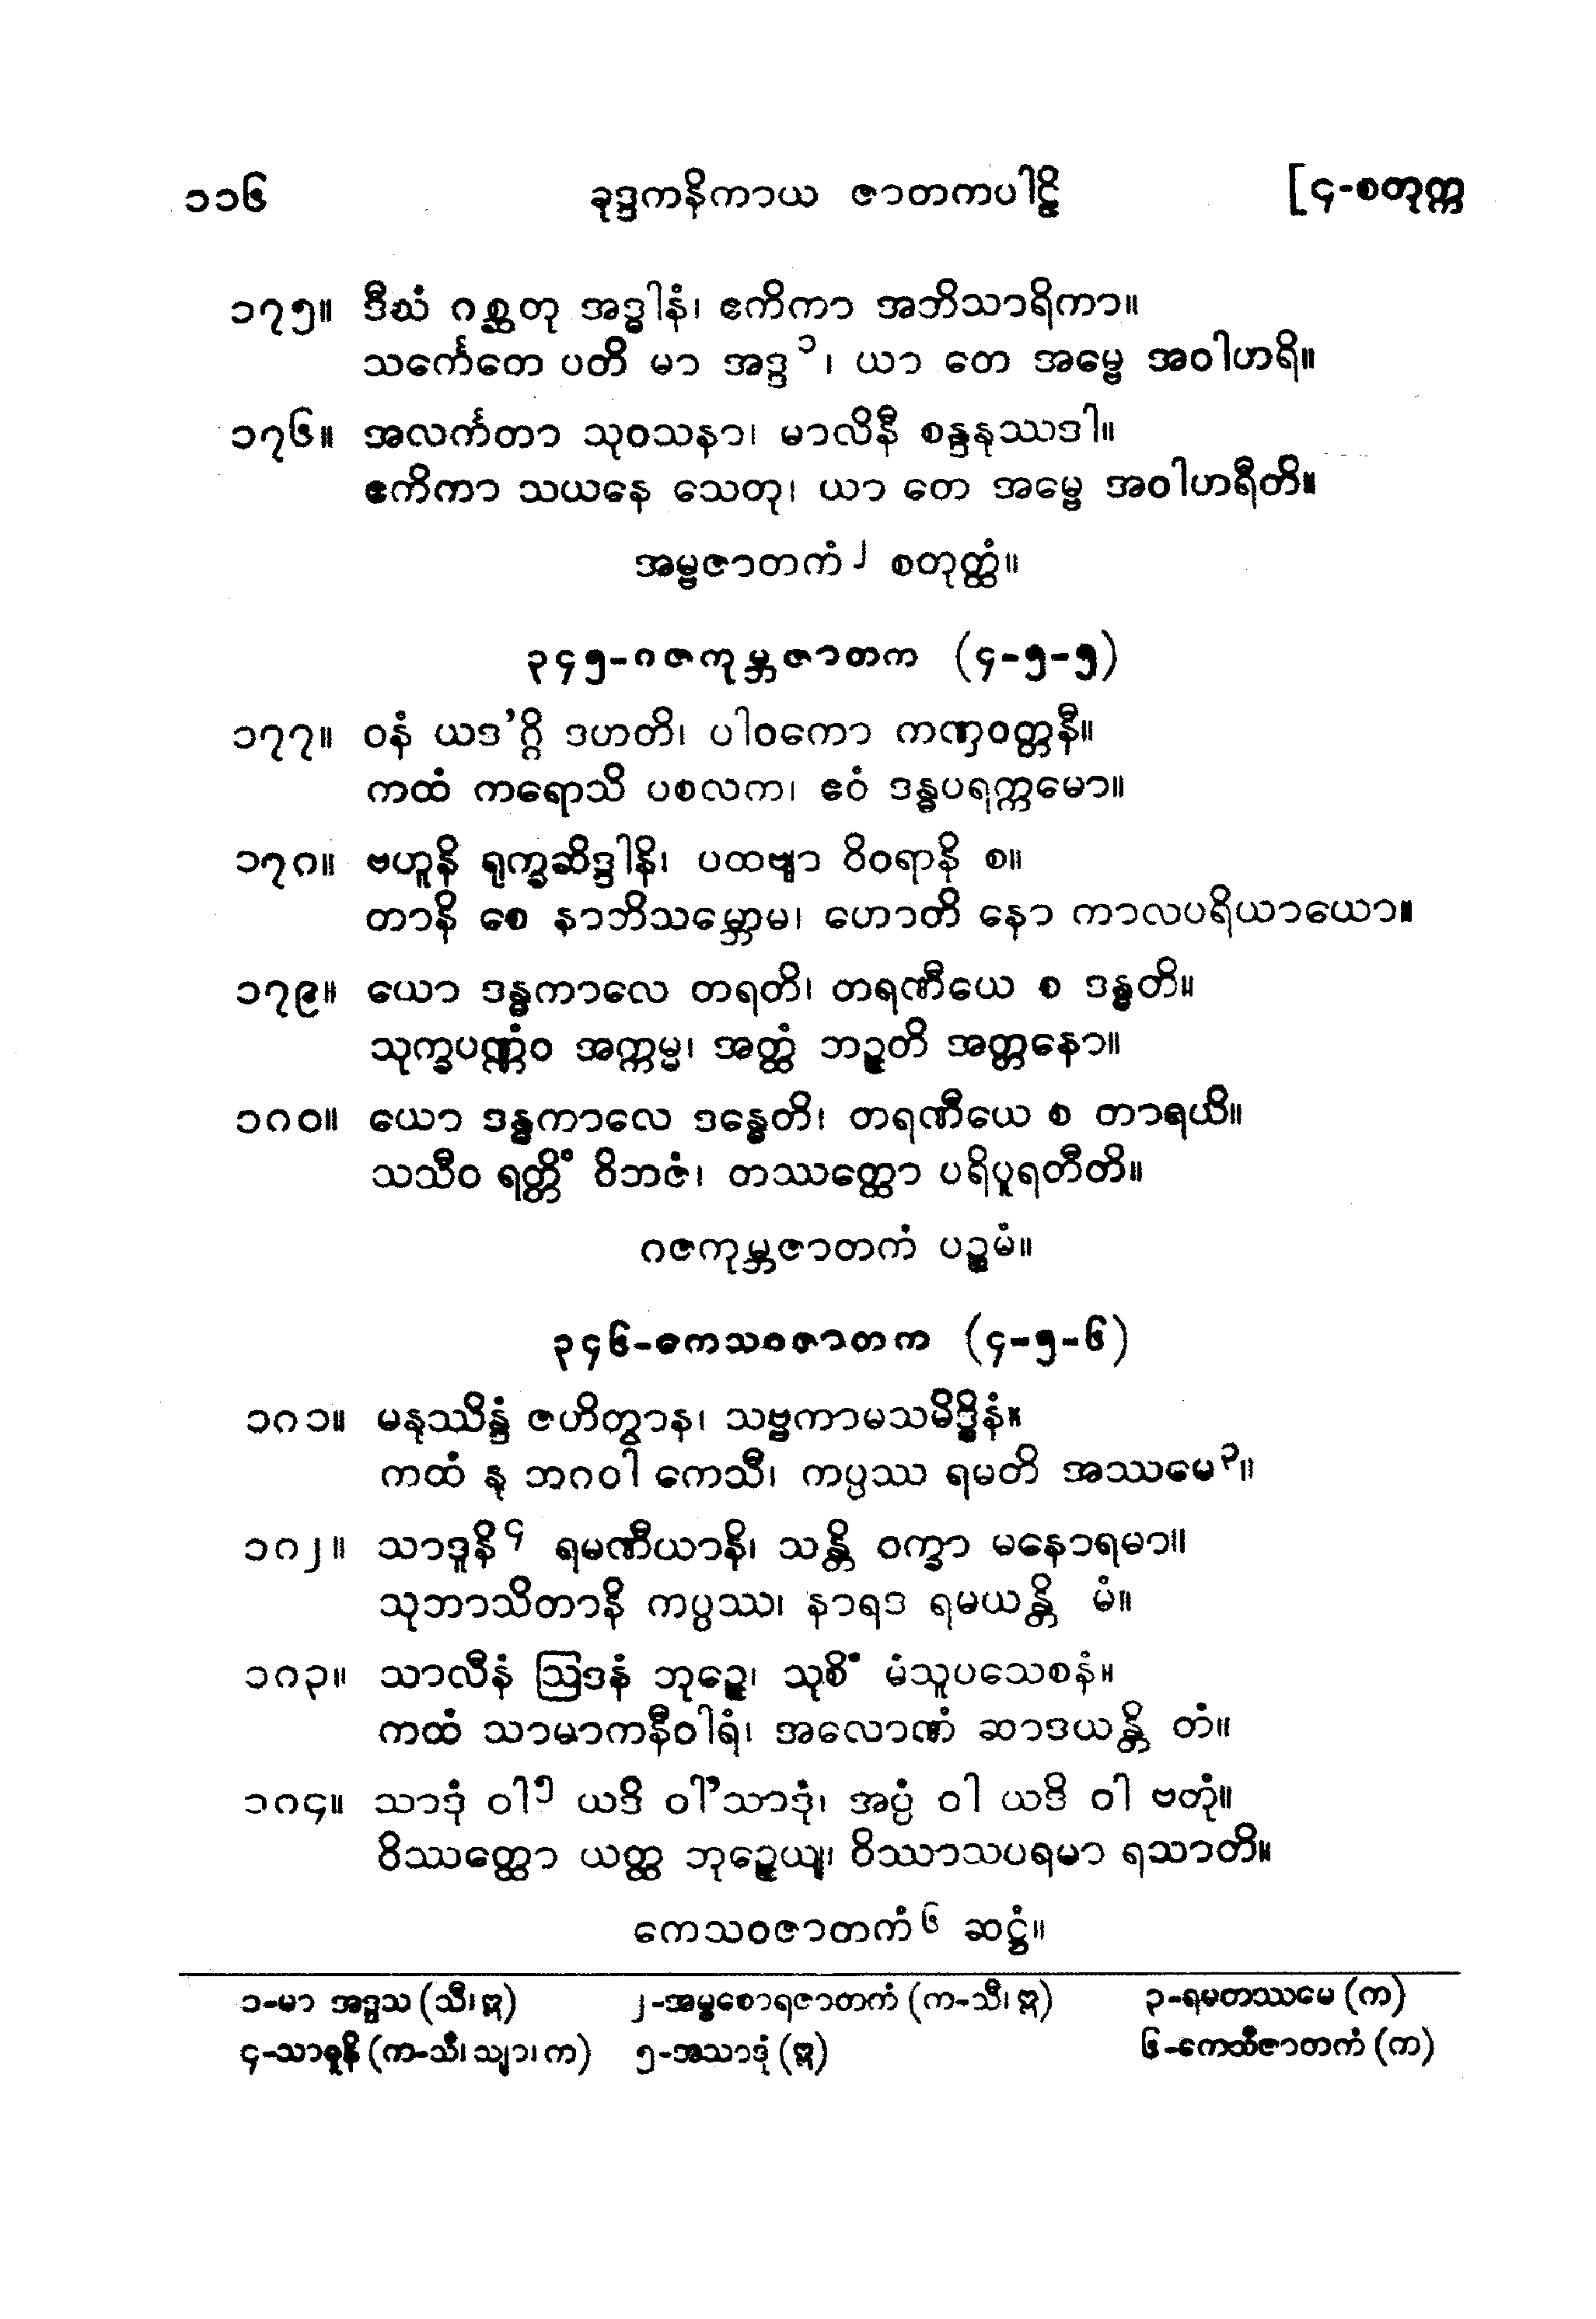 ၁၁၆ ခုဒ္ဒကနိကာယ ဇာတကပါဠိ [၄-စတုက္က
၁၇၅။ ဒီဃံ ဂစ္ဆတု အဒ္ဓါနံ၊ ဧကိကာ အဘိသာရိကာ။
သင်္ကေတေ ပတိ မာ အဒ္ဒ၁၊ ယာ တေ အမ္ဗေ အဝါဟရိ။
၁၇၆။ အလင်္ကတာ သုဝသနာ၊ မာလိနီ စန္ဒနုဿဒါ။
ဧကိကာ သယနေ သေတု၊ ယာ တေ အမ္ဗေ အဝါဟရီတိ။
အမ္ဗဇာတကံ၂ စတုတ္ထံ။
၃၄၅-ဂဇကုမ္ဘဇာတက (၄-၅-၅)
၁၇၇။ ဝနံ ယဒ’ဂ္ဂိ ဒဟတိ၊ ပါဝကော ကဏှဝတ္တနီ။
ကထံ ကရောသိ ပစလက၊ ဧဝံ ဒန္ဓပရက္ကမော။
၁၇၈။ ဗဟူနိ ရုက္ခဆိဒ္ဒါနိ၊ ပထဗျာ ဝိဝရာနိ စ။
တာနိ စေ နာဘိသမ္ဘောမ၊ ဟောတိ နော ကာလပရိယာယော။
၁၇၉။ ယော ဒန္ဓကာလေ တရတိ၊ တရဏီယေ စ ဒန္ဓတိ။
သုက္ခပဏ္ဏံဝ အက္ကမ္မ၊ အတ္ထံ ဘဉ္ဇတိ အတ္တနော။
၁၈၀။ ယော ဒန္ဓကာလေ ဒန္ဓေတိ၊ တရဏီယေ စ တာရယိ။
သသီဝ ရတ္တိံ ဝိဘဇံ၊ တဿတ္ထော ပရိပူရတီတိ။
ဂဇကုမ္ဘဇာတကံ ပဉ္စမံ။
၃၄၆-ကေသဝဇာတက (၄-၅-၆)
၁၈၁။ မနုဿိန္ဒံ ဇဟိတွာန၊ သဗ္ဗကာမသမိဒ္ဓိနံ။
ကထံ နု ဘဂဝါ ကေသီ၊ ကပ္ပဿ ရမတိ အဿမေ၃။
၁၈၂။ သာဒူနိ၄ ရမဏီယာနိ၊ သန္တိ ဝက္ခာ မနောရမာ။
သုဘာသိတာနိ ကပ္ပဿ၊ နာရဒ ရမယန္တိ မံ။
၁၈၃။ သာလီနံ ဩဒနံ ဘုဉ္ဇေ၊ သုစိံ မံသူပသေစနံ။
ကထံ သာမာကနီဝါရံ၊ အလောဏံ ဆာဒယန္တိ တံ။
၁၈၄။ သာဒုံ ဝါ၅ ယဒိ ဝါ’သာဒုံ၊ အပ္ပံ ဝါ ယဒိ ဝါ ဗဟုံ။
ဝိဿတ္ထော ယတ္ထ ဘုဉ္ဇေယျ၊ ဝိဿာသပရမာ ရသာတိ။
ကေသဝဇာတကံ၆ ဆဋ္ဌံ။
၁-မာ အဒ္ဒသ (သီ၊ ဣ) ၂-အမ္ဗစောရဇာတကံ (က-သီ၊ ဣ) ၃-ရမတဿမေ (က)
၄-သာဓူနိ (က-သီ၊ သျာ၊ က) ၅-အသာဒုံ (ဣ) ၆-ကေသီဇာတကံ (က)